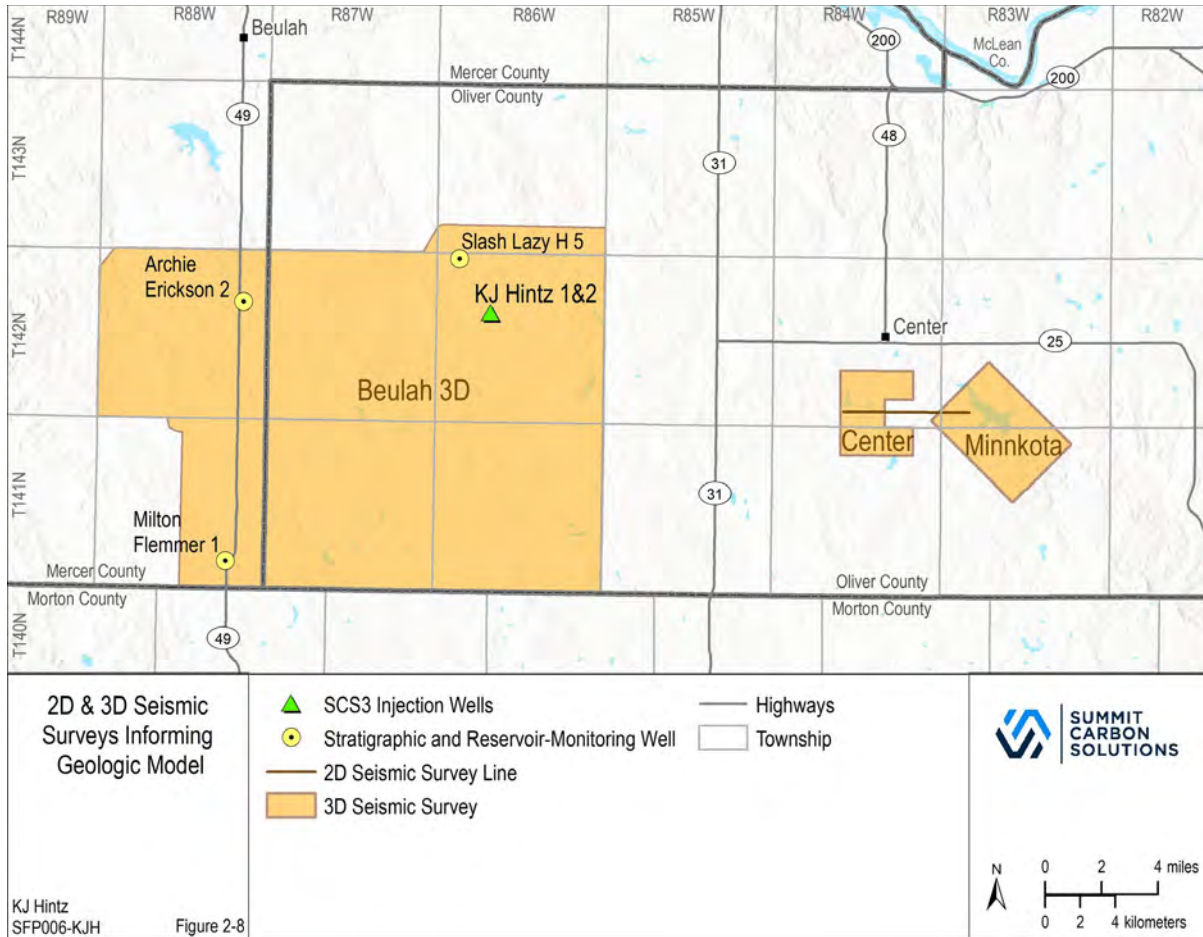 R89W R88W R87W R86W R85W R84W R83W R82W
T144N
Beulah
200
McLean
Co.
Mercer County
200
Oliver County
49
48
T143N
31
Slash Lazy H 5
Archie
Erickson 2
KJ Hintz 1&2
T142N
Center
25
Beulah 3D
Center
Minnkota
T141N
31
Milton
Flemmer 1
Mercer County
Oliver County
Morton County
Morton County
T140N
49
2D & 3D Seismic
Surveys Informing
Geologic Model
SCS3 Injection Wells
Stratigraphic and Reservoir-Monitoring Well
2D Seismic Survey Line
3D Seismic Survey
Highways
Township
SUMMIT
CARBON
SOLUTIONS
N
0 2 4 miles
0 2 4 kilometers
KJ Hintz
SFP006-KJH Figure 2-8